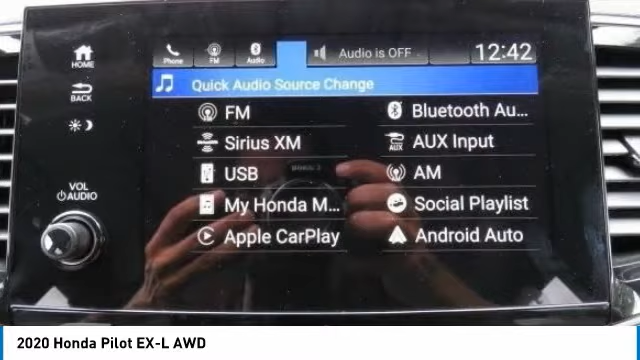 HOME
BACK
VOL
AUDIO
Phone
FM
Audio
Audio is OFF
12:42
Quick Audio Source Change
FM
Bluetooth Au...
Sirius XM
AUX
AUX Input
USB
AM
My Honda M...
Social Playlist
Apple CarPlay
Android Auto
2020 Honda Pilot EX-L AWD